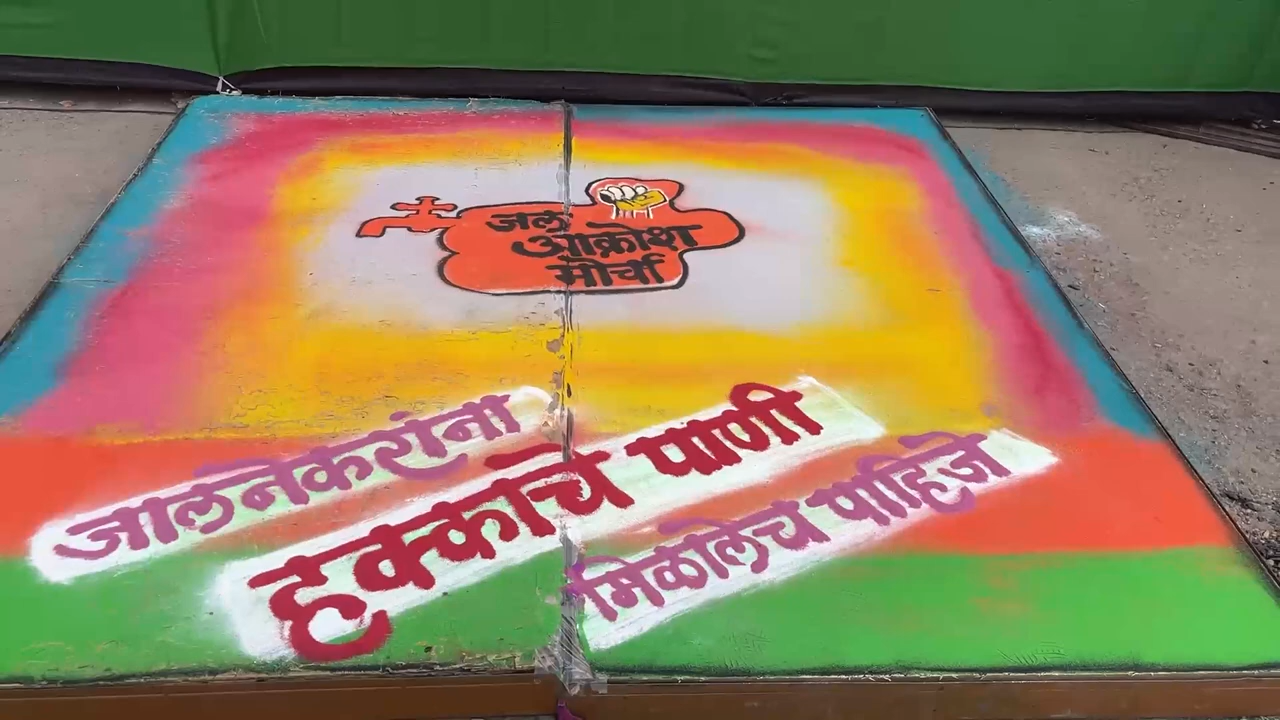 जल
आक्रोश
मोर्चा
जालनेकरांना
हक्काचे पाणी
मिळालेच पाहिजे